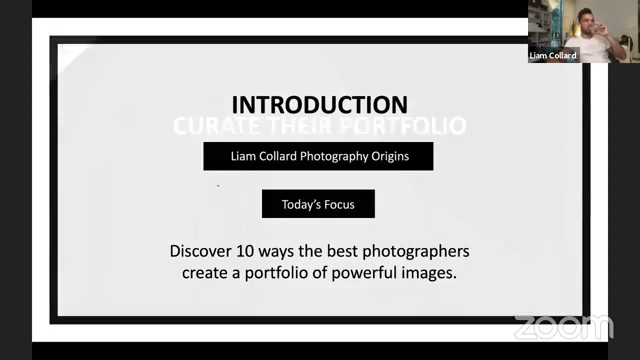 Liam Collard
INTRODUCTION
CURATE THEIR PORTFOLIO
Liam Collard Photography Origins
Today's Focus
Discover 10 ways the best photographers
create a portfolio of powerful images.
zoom